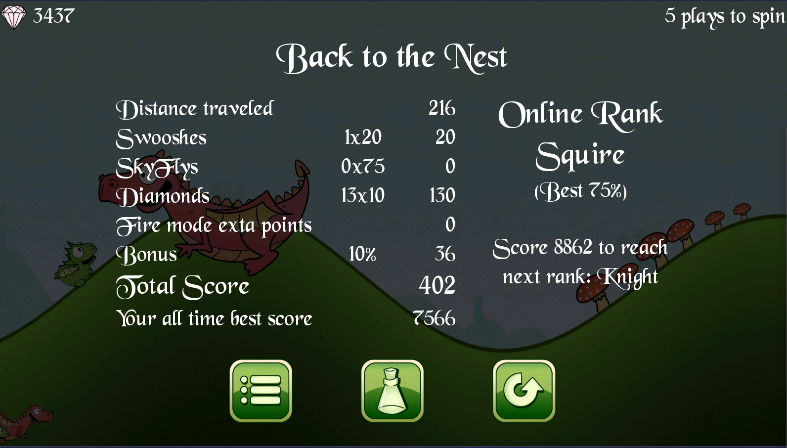 3437
5 plays to spin
Back to the Nest
Distance traveled 216
Swooshes 1x20 20
SkyFlys 0x75 0
Diamonds 13x10 130
Fire mode exta points 0
Bonus 10% 36
Total Score 402
Your all time best score 7566
Online Rank
Squire
(Best 75%)
Score 8862 to reach
next rank: Knight